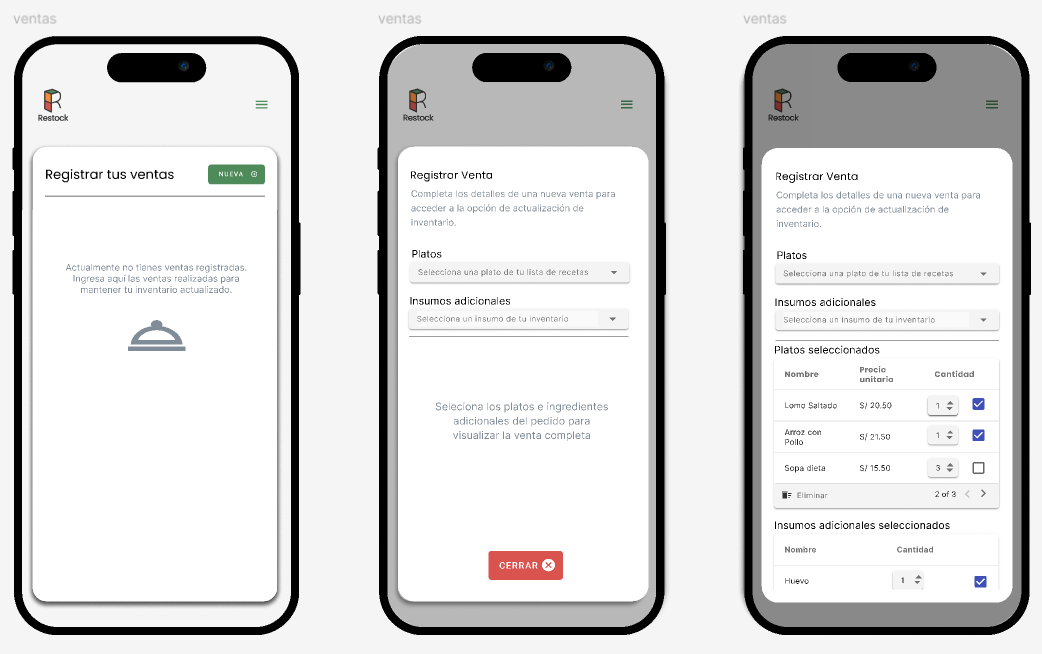 ventas
Restock
Registrar tus ventas
NUEVA
Actualmente no tienes ventas registradas.
Ingresa aquí las ventas realizadas para
mantener tu inventario actualizado.
ventas
Restock
Registrar Venta
Completa los detalles de una nueva venta para
acceder a la opción de actualización de
inventario.
Platos
Selecciona una plato de tu lista de recetas
Insumos adicionales
Selecciona un insumo de tu inventario
Seleciona los platos e ingredientes
adicionales del pedido para
visualizar la venta completa
CERRAR
ventas
Restock
Registrar Venta
Completa los detalles de una nueva venta para
acceder a la opción de actualización de
inventario.
Platos
Selecciona una plato de tu lista de recetas
Insumos adicionales
Selecciona un insumo de tu inventario
Platos seleccionados
Nombre Precio unitario Cantidad
Lomo Saltado S/ 20.50 1
Arroz con Pollo S/ 21.50 1
Sopa dieta S/ 15.50 3
Eliminar 2 of 3
Insumos adicionales seleccionados
Nombre Cantidad
Huevo 1